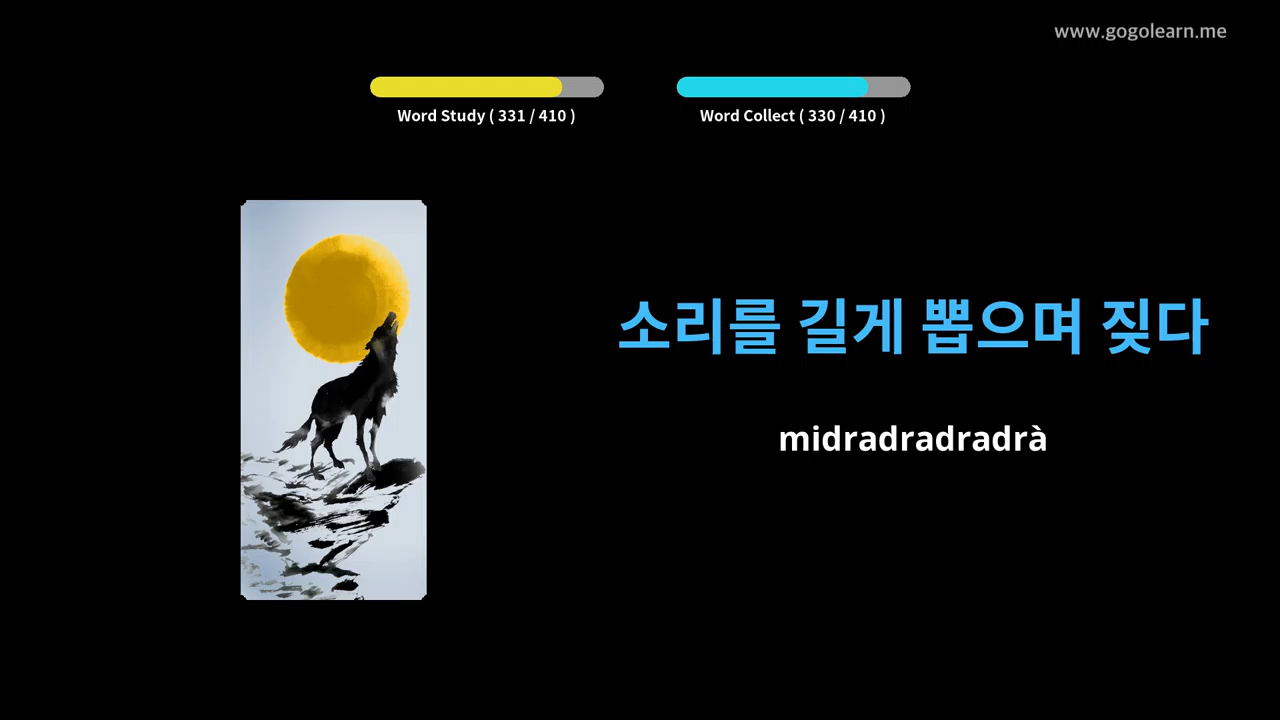 www.gogolearn.me
Word Study ( 331 / 410 )
Word Collect ( 330 / 410 )
소리를 길게 뽑으며 짖다
midradradradrà